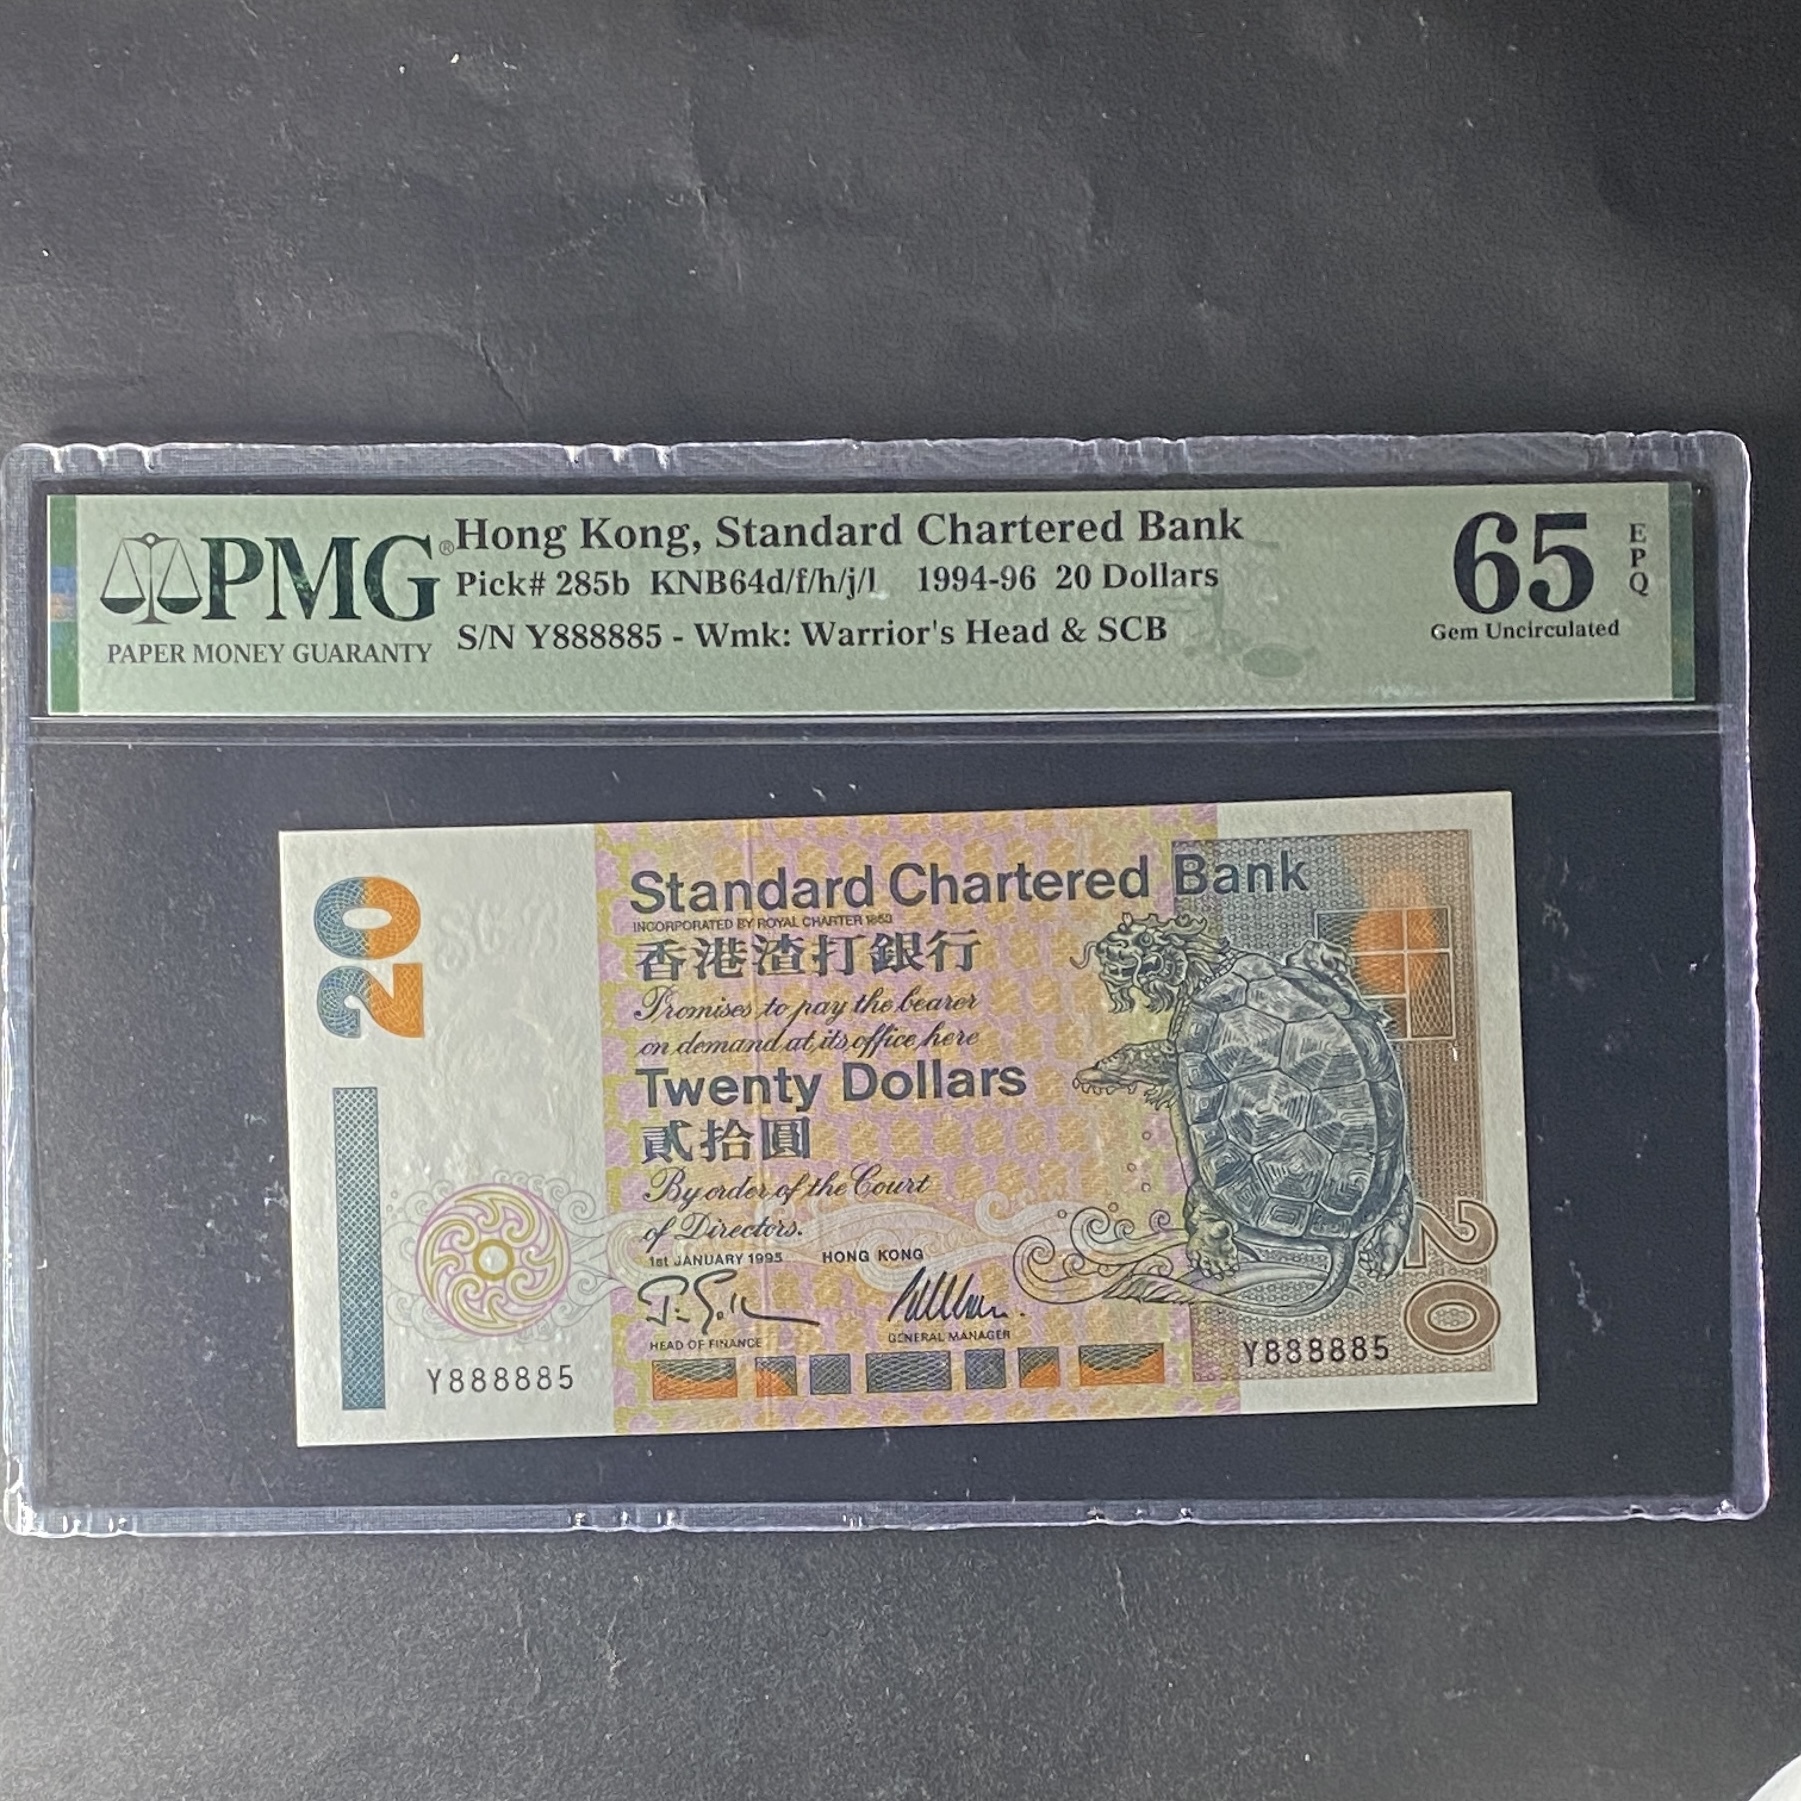 PMG®
PAPER MONEY GUARANTY
Hong Kong, Standard Chartered Bank
Pick# 285b KNB64d/f/h/j/l 1994-96 20 Dollars
S/N Y888885 - Wmk: Warrior's Head & SCB
65 EPQ
Gem Uncirculated
20
SCB
Standard Chartered Bank
INCORPORATED BY ROYAL CHARTER 1853
香港渣打銀行
Promises to pay the bearer
on demand at its office here
Twenty Dollars
貳拾圓
By order of the Court
of Directors.
1st JANUARY 1995 HONG KONG
HEAD OF FINANCE
GENERAL MANAGER
Y888885
Y888885
20